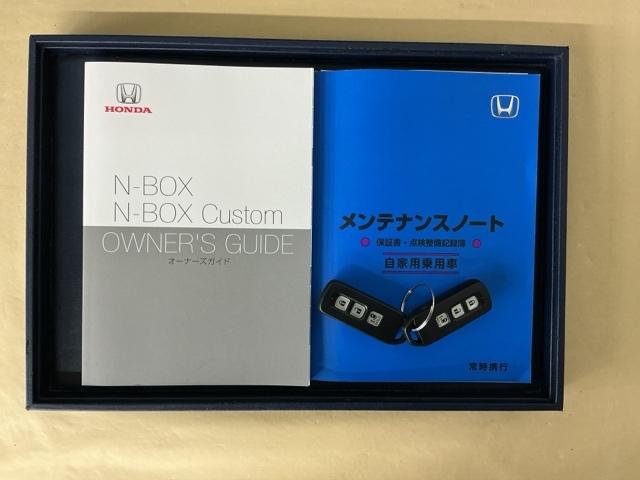 HONDA
N-BOX
N-BOX Custom
OWNER'S GUIDE
オーナーズガイド
メンテナンスノート
保証書・点検整備記録簿
自家用乗用車
常時携行